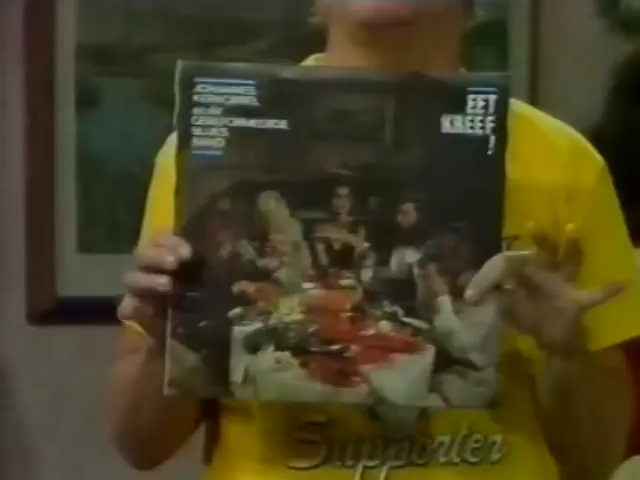 JOHANNES
KERKORREL
en die
GEREFORMEERDE
BLUES
BAND
EET
KREEF
!
Supporter